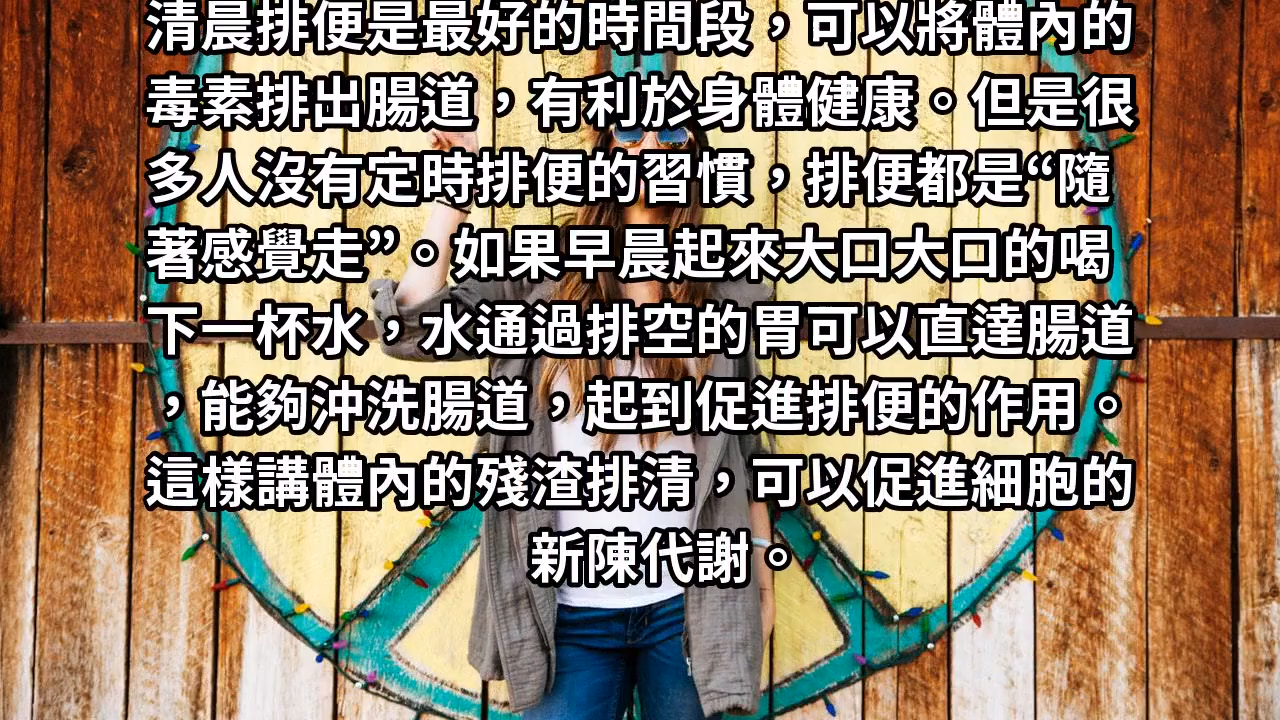 清晨排便是最好的時間段，可以將體內的
毒素排出腸道，有利於身體健康。但是很
多人沒有定時排便的習慣，排便都是“隨
著感覺走”。如果早晨起來大口大口的喝
下一杯水，水通過排空的胃可以直達腸道
，能夠沖洗腸道，起到促進排便的作用。
這樣講體內的殘渣排清，可以促進細胞的
新陳代謝。